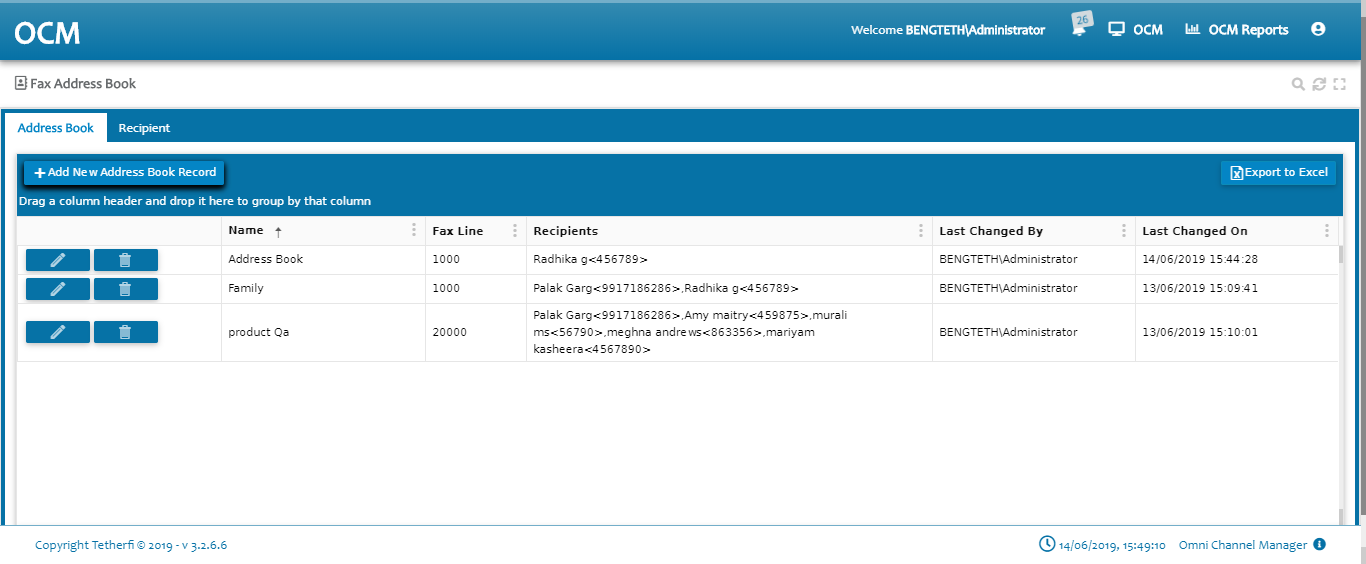 OCM
Welcome BENGTETH\Administrator
26
OCM
OCM Reports
Fax Address Book
Address Book
Recipient
Add New Address Book Record
Export to Excel
Drag a column header and drop it here to group by that column
Name Fax Line Recipients Last Changed By Last Changed On
Address Book 1000 Radhika g<456789> BENGTETH\Administrator 14/06/2019 15:44:28
Family 1000 Palak Garg<9917186286>,Radhika g<456789> BENGTETH\Administrator 13/06/2019 15:09:41
Palak Garg<9917186286>,Amy maitry<459875>,murali
product Qa 20000 ms<56790>,meghna andrews<863356>,mariyam BENGTETH\Administrator 13/06/2019 15:10:01
kasheera<4567890>
Copyright Tetherfi © 2019 - v 3.2.6.6
14/06/2019, 15:49:10
Omni Channel Manager